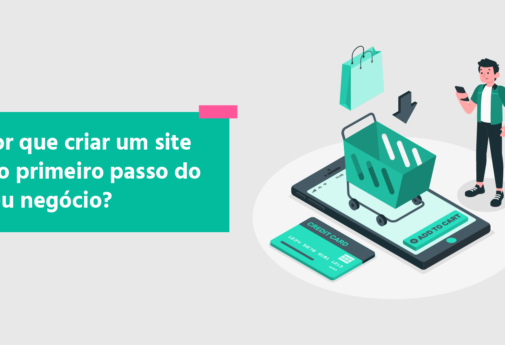 or que criar um site
o primeiro passo do
u negócio?
CREDIT CARD
ADD TO CART